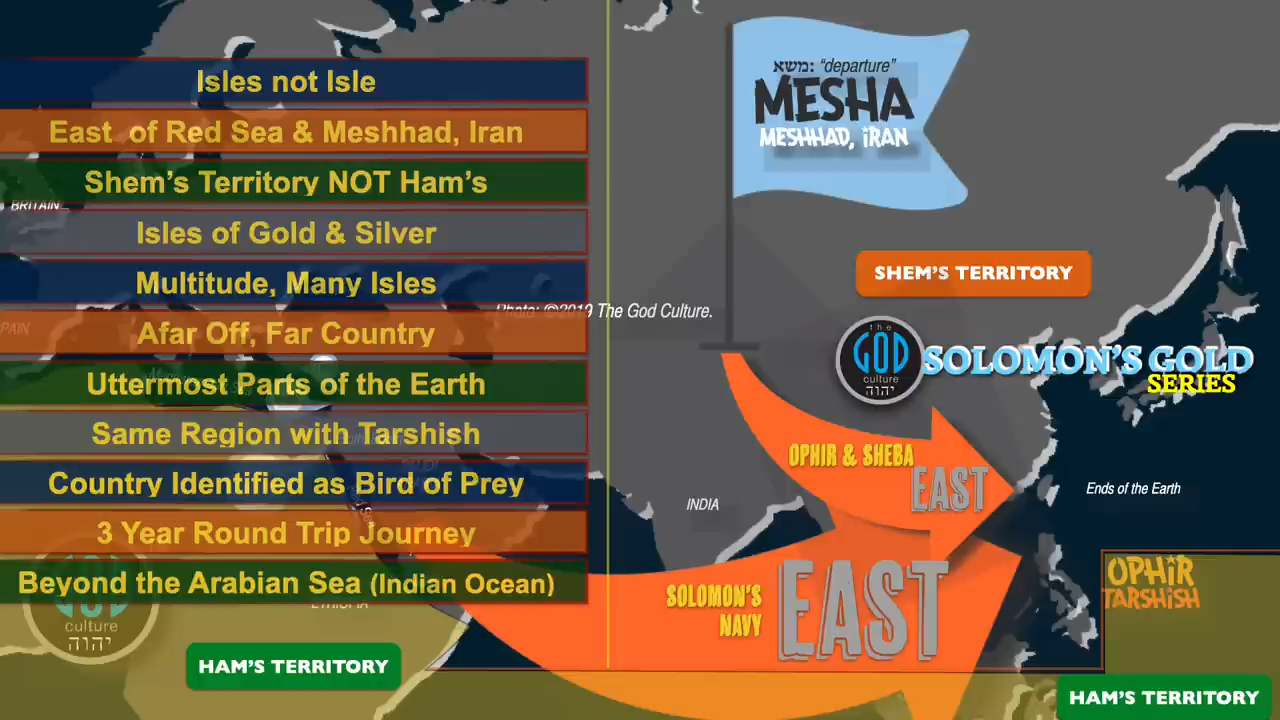 Isles not Isle
East of Red Sea & Meshhad, Iran
Shem's Territory NOT Ham's
BRITAIN
Isles of Gold & Silver
Multitude, Many Isles
Photo: ©2019 The God Culture.
PAIN
Afar Off, Far Country
Uttermost Parts of the Earth
Same Region with Tarshish
Country Identified as Bird of Prey
3 Year Round Trip Journey
Beyond the Arabian Sea (Indian Ocean)
ETHIOPIA
GOD
culture
יהוה
HAM'S TERRITORY
משא: "departure"
MESHA
MESHHAD, iRAN
SHEM'S TERRITORY
the
GOD
culture
יהוה
SOLOMON'S GOLD
SERIES
OPHIR & SHEBA
EAST
INDIA
Ends of the Earth
SOLOMON'S
NAVY
EAST
OPHiR
TARSHiSH
HAM'S TERRITORY